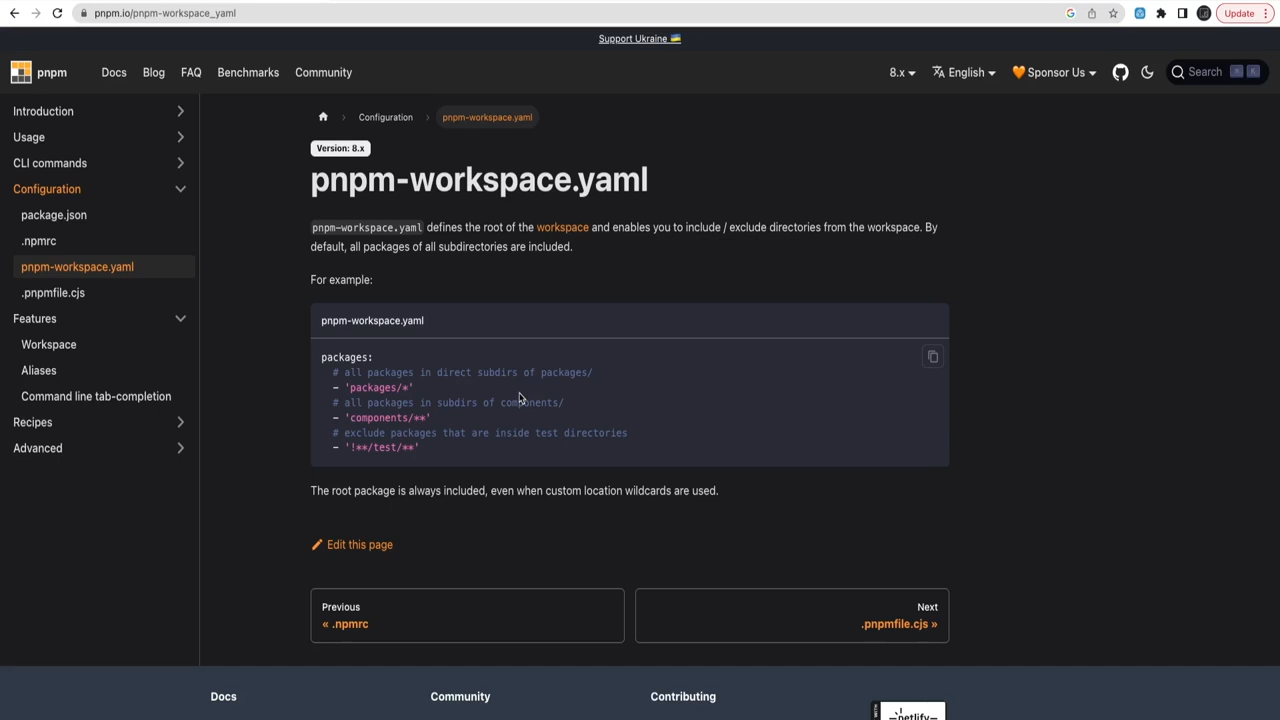 pnpm.io/pnpm-workspace_yaml
Update
Support Ukraine 🇺🇦
pnpm
Docs
Blog
FAQ
Benchmarks
Community
8.x
English
🧡 Sponsor Us
Search
K
Introduction
Usage
CLI commands
Configuration
package.json
.npmrc
pnpm-workspace.yaml
.pnpmfile.cjs
Features
Workspace
Aliases
Command line tab-completion
Recipes
Advanced
Configuration
pnpm-workspace.yaml
Version: 8.x
pnpm-workspace.yaml
pnpm-workspace.yaml defines the root of the workspace and enables you to include / exclude directories from the workspace. By
default, all packages of all subdirectories are included.
For example:
pnpm-workspace.yaml
packages:
# all packages in direct subdirs of packages/
- 'packages/*'
# all packages in subdirs of components/
- 'components/**'
# exclude packages that are inside test directories
- '!**/test/**'
The root package is always included, even when custom location wildcards are used.
Edit this page
Previous
« .npmrc
Next
.pnpmfile.cjs »
Docs
Community
Contributing
netlify